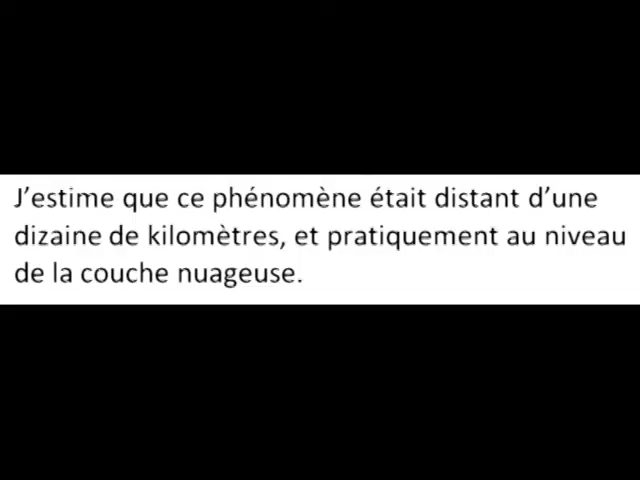 J’estime que ce phénomène était distant d’une
dizaine de kilomètres, et pratiquement au niveau
de la couche nuageuse.